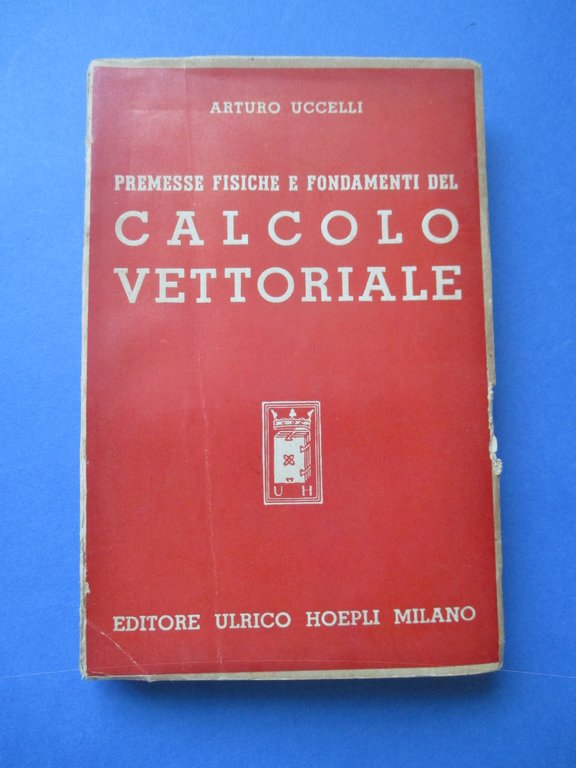 ARTURO UCCELLI
PREMESSE FISICHE E FONDAMENTI DEL
CALCOLO
VETTORIALE
U H
EDITORE ULRICO HOEPLI MILANO